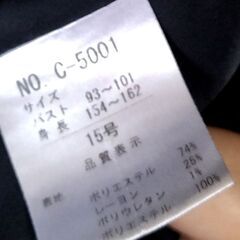 NO. C-5001
サイズ
バスト 93~101
身長 154~162
15号
品質表示
表地 ポリエステル 74%
レーヨン 25%
ポリウレタン 1%
ポリエステル 100%